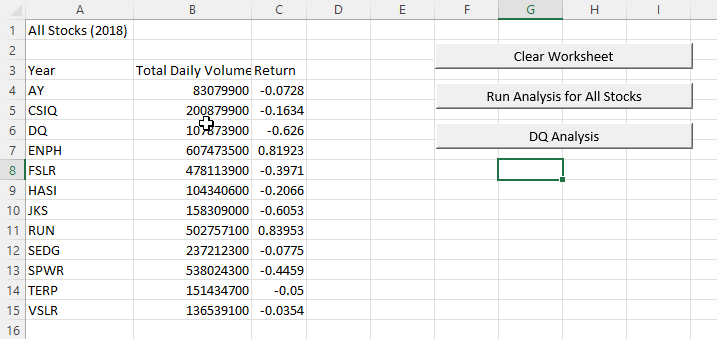 A B C D E F G H I
1 All Stocks (2018)
2 Clear Worksheet
3 Year Total Daily Volume Return
4 AY 83079900 -0.0728
5 CSIQ 200879900 -0.1634 Run Analysis for All Stocks
6 DQ -0.626
7 ENPH 607473500 0.81923 DQ Analysis
8 FSLR 478113900 -0.3971
9 HASI 104340600 -0.2066
10 JKS 158309000 -0.6053
11 RUN 502757100 0.83953
12 SEDG 237212300 -0.0775
13 SPWR 538024300 -0.4459
14 TERP 151434700 -0.05
15 VSLR 136539100 -0.0354
16